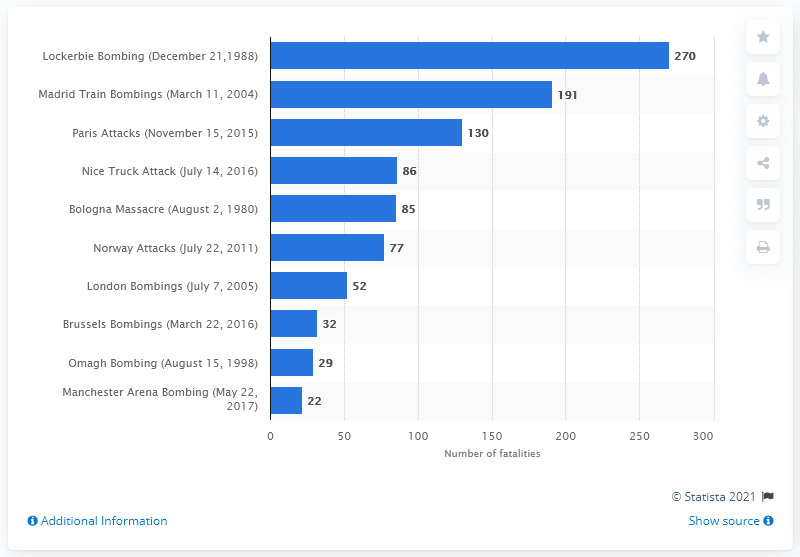 Lockerbie Bombing (December 21,1988) 270
Madrid Train Bombings (March 11, 2004) 191
Paris Attacks (November 15, 2015) 130
Nice Truck Attack (July 14, 2016) 86
Bologna Massacre (August 2, 1980) 85
Norway Attacks (July 22, 2011) 77
London Bombings (July 7, 2005) 52
Brussels Bombings (March 22, 2016) 32
Omagh Bombing (August 15, 1998) 29
Manchester Arena Bombing (May 22,
2017) 22
0 50 100 150 200 250 300
Number of fatalities
© Statista 2021
Additional Information Show source